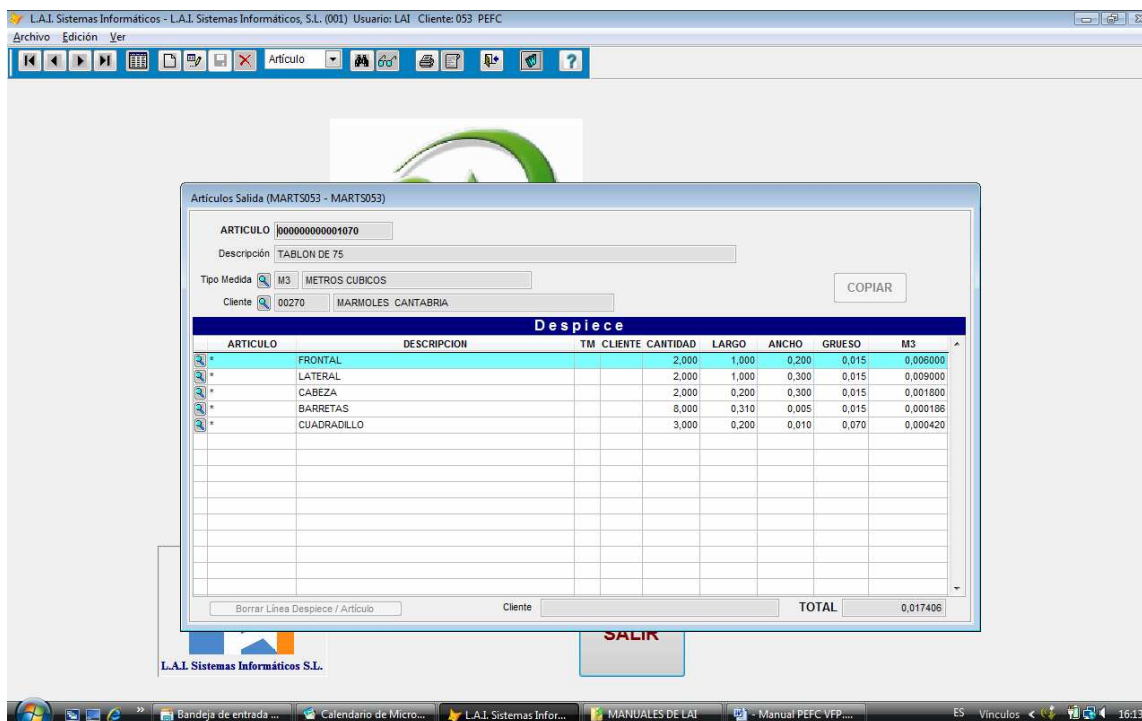 L.A.I. Sistemas Informáticos - L.A.I. Sistemas Informáticos, S.L. (001) Usuario: LAI Cliente: 053 PEFC
Archivo Edición Ver
Artículo
Artículos Salida (MARTS053 - MARTS053)
ARTICULO 000000000001070
Descripción TABLON DE 75
Tipo Medida M3 METROS CUBICOS
COPIAR
Cliente 00270 MARMOLES CANTABRIA
Despiece
ARTICULO DESCRIPCION TM CLIENTE CANTIDAD LARGO ANCHO GRUESO M3
* FRONTAL 2,000 1,000 0,200 0,015 0,006000
* LATERAL 2,000 1,000 0,300 0,015 0,009000
* CABEZA 2,000 0,200 0,300 0,015 0,001800
* BARRETAS 8,000 0,310 0,005 0,015 0,000186
* CUADRADILLO 3,000 0,200 0,010 0,070 0,000420
Borrar Línea Despiece / Artículo Cliente TOTAL 0,017406
SALIR
L.A.I. Sistemas Informáticos S.L.
Bandeja de entrada ... Calendario de Micro... L.A.I. Sistemas Infor... MANUALES DE LAI - Manual PEFC VFP.... ES Vínculos